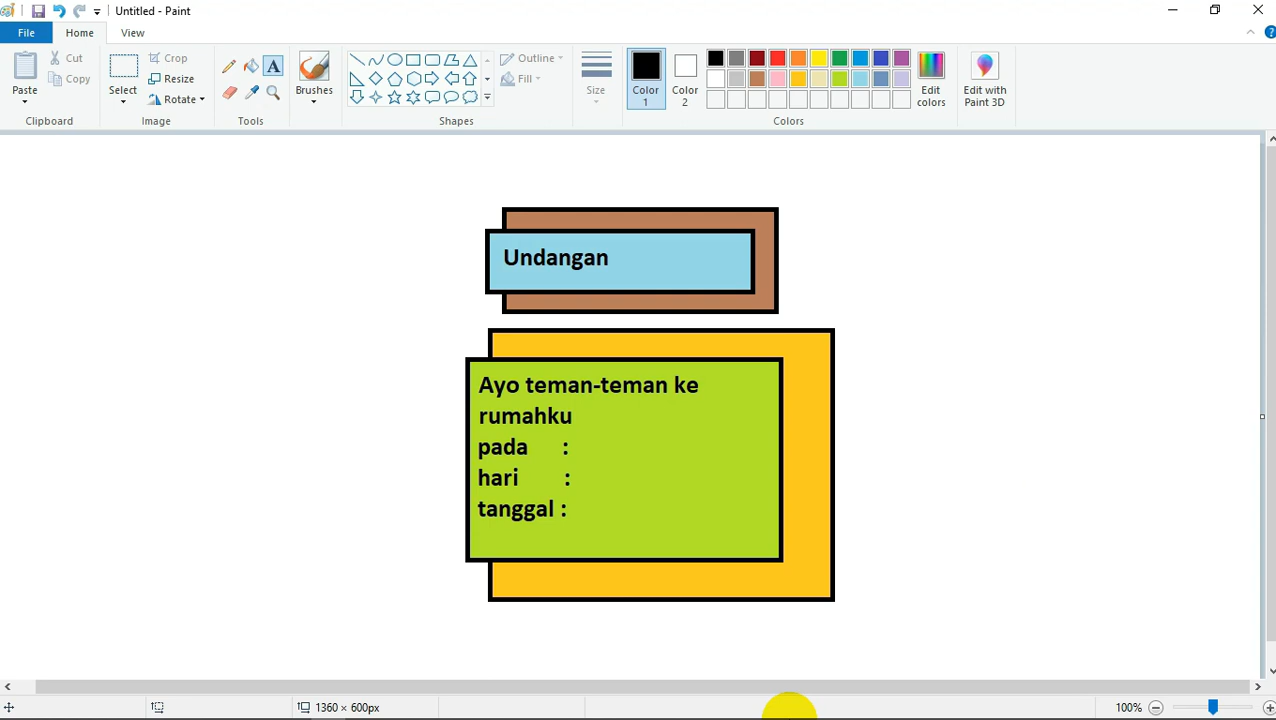 Untitled - Paint
File Home View
Paste
Cut
Copy
Clipboard
Select
Crop
Resize
Rotate
Image
Tools
Brushes
Outline
Fill
Shapes
Size
Color 1
Color 2
Edit colors
Colors
Edit with Paint 3D
Undangan
Ayo teman-teman ke
rumahku
pada :
hari :
tanggal :
1360 × 600px
100%